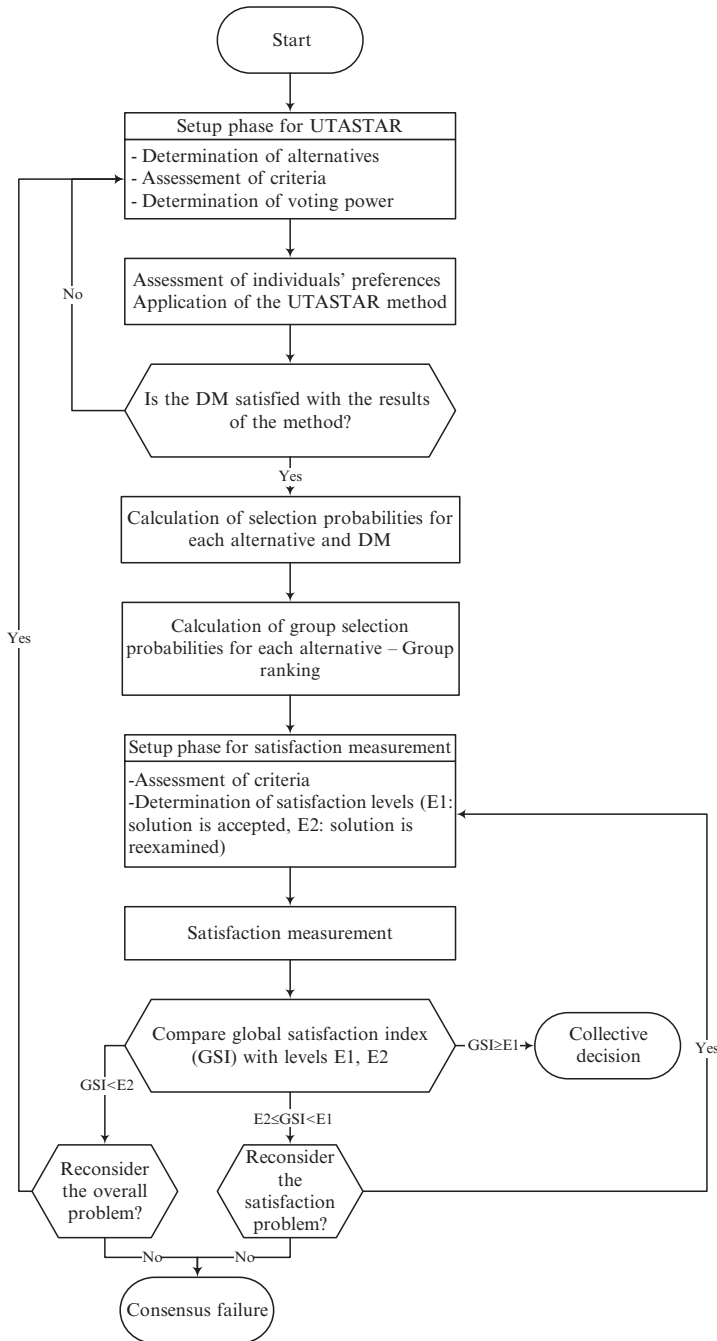 Start
Setup phase for UTASTAR
- Determination of alternatives
- Assessement of criteria
- Determination of voting power
No
Assessment of individuals' preferences
Application of the UTASTAR method
Is the DM satisfied with the results
of the method?
Yes
Calculation of selection probabilities for
each alternative and DM
Yes
Calculation of group selection
probabilities for each alternative – Group
ranking
Setup phase for satisfaction measurement
-Assessment of criteria
-Determination of satisfaction levels (E1:
solution is accepted, E2: solution is
reexamined)
Satisfaction measurement
Compare global satisfaction index
(GSI) with levels E1, E2
GSI≥E1
Collective
decision
Yes
GSI<E2
E2≤GSI<E1
Reconsider
the overall
problem?
Reconsider
the
satisfaction
problem?
No
No
Consensus failure